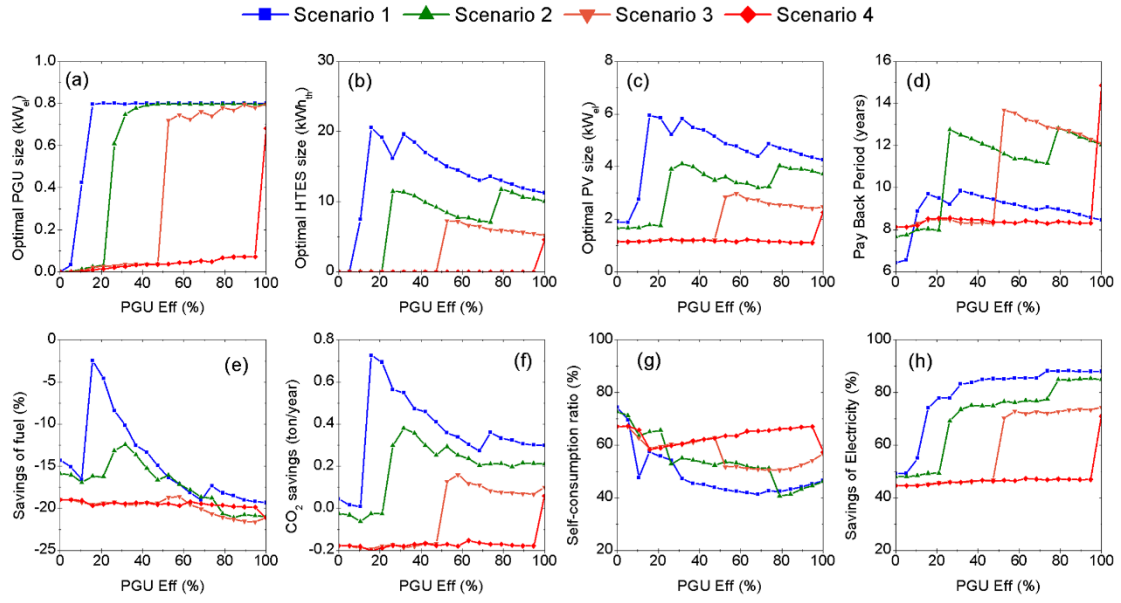 Scenario 1 Scenario 2 Scenario 3 Scenario 4
(a)
Optimal PGU size (kW_el)
1.0
0.8
0.6
0.4
0.2
0.0
0 20 40 60 80 100
PGU Eff (%)
(b)
Optimal HTES size (kWh_th)
30
20
10
0
0 20 40 60 80 100
PGU Eff (%)
(c)
Optimal PV size (kW_el)
8
6
4
2
0
0 20 40 60 80 100
PGU Eff (%)
(d)
Pay Back Period (years)
16
14
12
10
8
6
0 20 40 60 80 100
PGU Eff (%)
(e)
Savings of fuel (%)
0
-5
-10
-15
-20
-25
0 20 40 60 80 100
PGU Eff (%)
(f)
CO2 savings (ton/year)
0.8
0.6
0.4
0.2
0.0
-0.2
0 20 40 60 80 100
PGU Eff (%)
(g)
Self-consumption ratio (%)
100
80
60
40
20
0 20 40 60 80 100
PGU Eff (%)
(h)
Savings of Electricity (%)
100
80
60
40
20
0 20 40 60 80 100
PGU Eff (%)